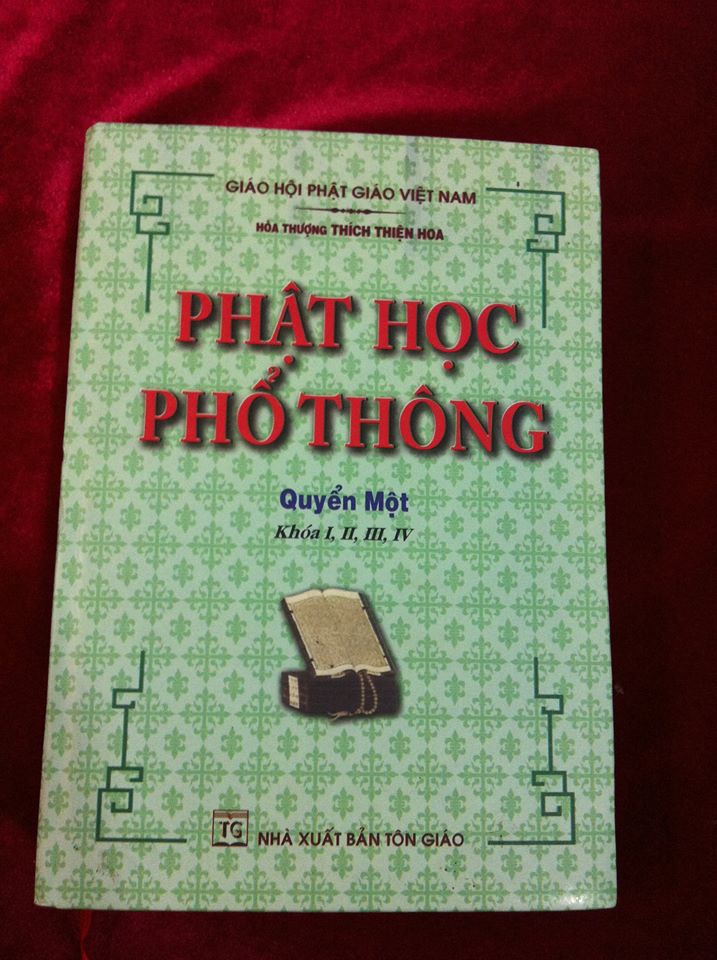 GIÁO HỘI PHẬT GIÁO VIỆT NAM
HÒA THƯỢNG THÍCH THIỆN HOA
PHẬT HỌC
PHỔ THÔNG
Quyển Một
Khóa I, II, III, IV
TG
NHÀ XUẤT BẢN TÔN GIÁO